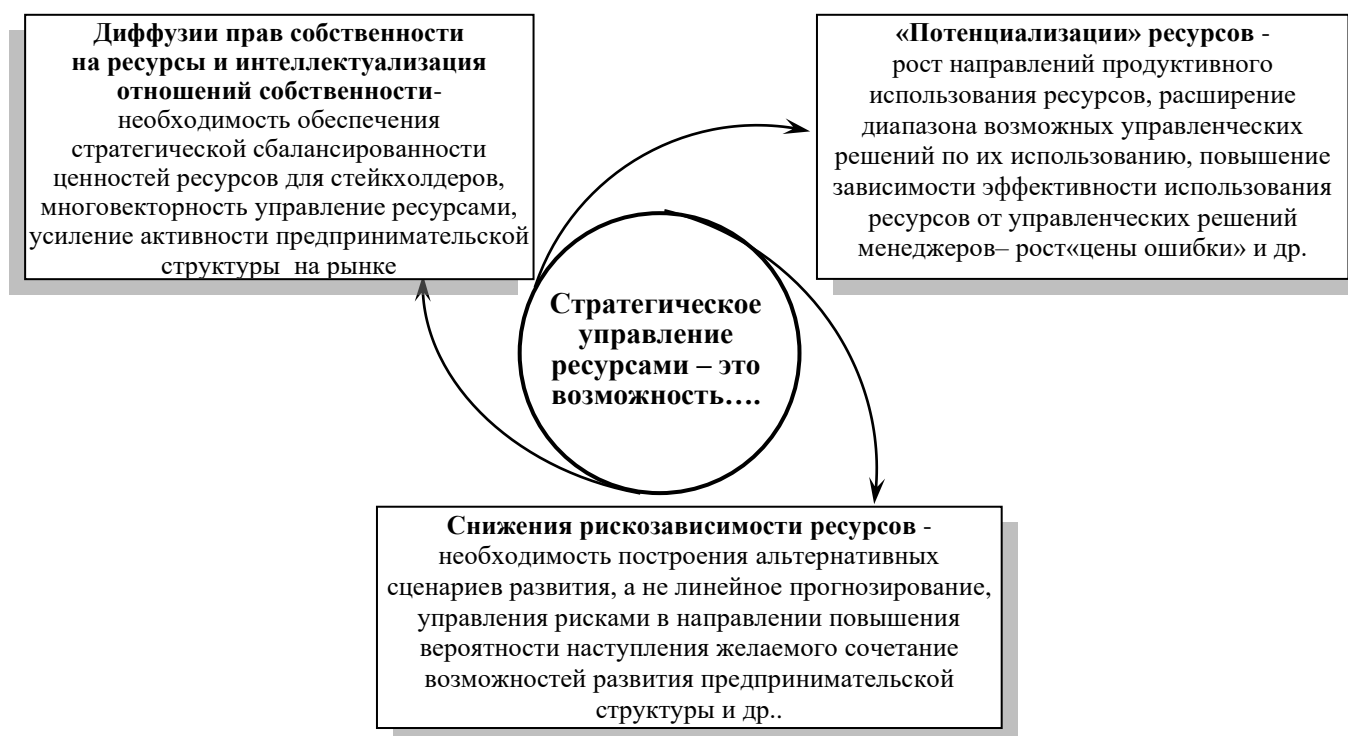 Диффузии прав собственности
на ресурсы и интеллектуализация
отношений собственности-
необходимость обеспечения
стратегической сбалансированности
ценностей ресурсов для стейкхолдеров,
многовекторность управление ресурсами,
усиление активности предпринимательской
структуры на рынке
«Потенциализации» ресурсов -
рост направлений продуктивного
использования ресурсов, расширение
диапазона возможных управленческих
решений по их использованию, повышение
зависимости эффективности использования
ресурсов от управленческих решений
менеджеров– рост«цены ошибки» и др.
Стратегическое
управление
ресурсами – это
возможность….
Снижения рискозависимости ресурсов -
необходимость построения альтернативных
сценариев развития, а не линейное прогнозирование,
управления рисками в направлении повышения
вероятности наступления желаемого сочетание
возможностей развития предпринимательской
структуры и др..